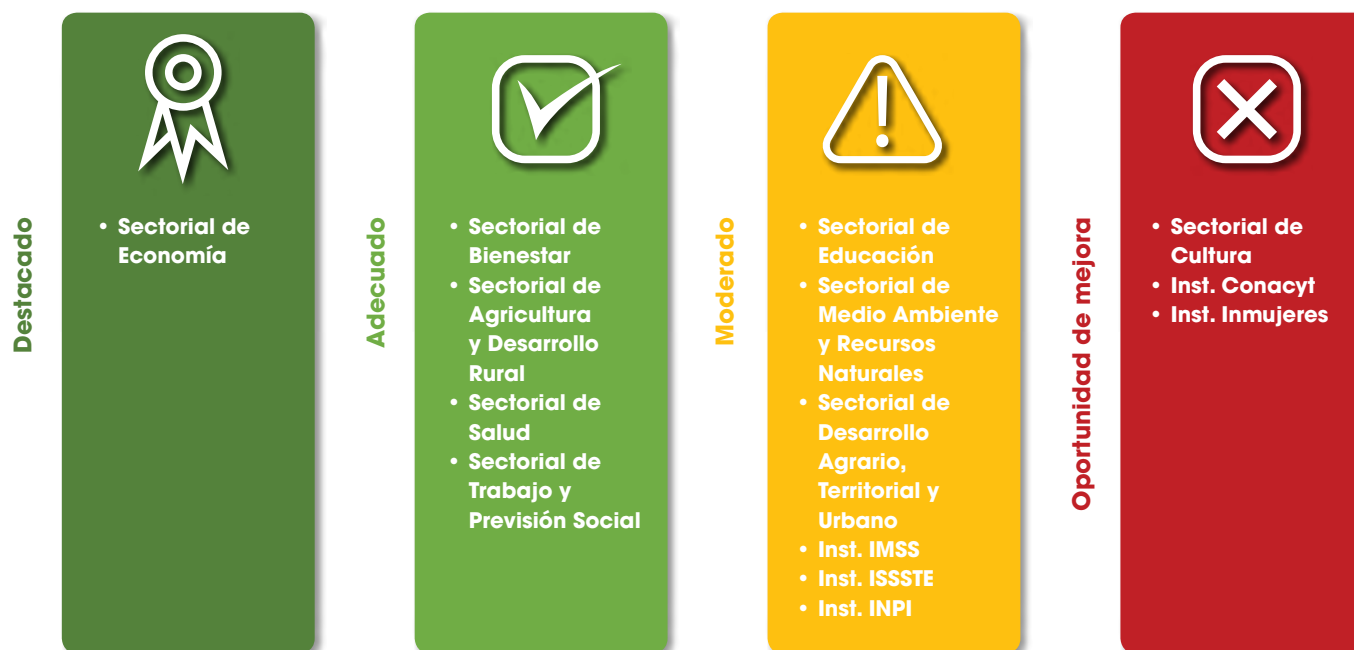 Destacado
• Sectorial de
Economía
Adecuado
• Sectorial de
Bienestar
• Sectorial de
Agricultura
y Desarrollo
Rural
• Sectorial de
Salud
• Sectorial de
Trabajo y
Previsión Social
Moderado
• Sectorial de
Educación
• Sectorial de
Medio Ambiente
y Recursos
Naturales
• Sectorial de
Desarrollo
Agrario,
Territorial y
Urbano
• Inst. IMSS
• Inst. ISSSTE
• Inst. INPI
Oportunidad de mejora
• Sectorial de
Cultura
• Inst. Conacyt
• Inst. Inmujeres